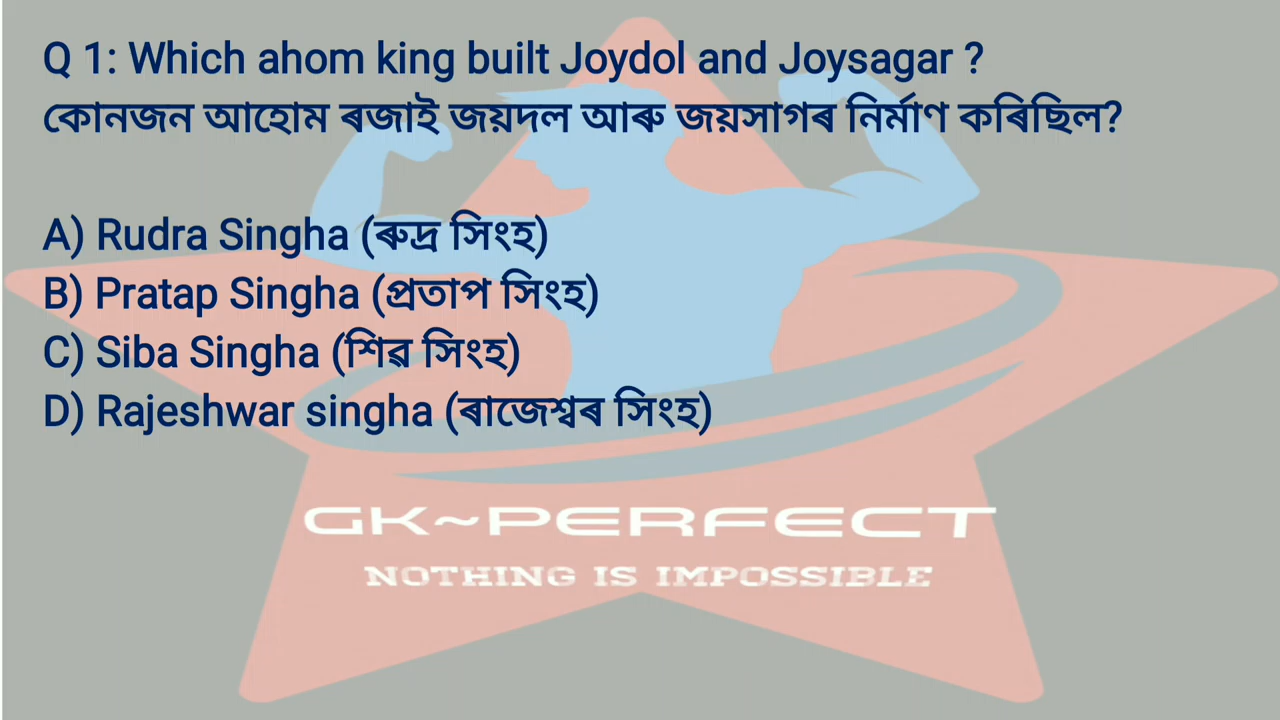 Q 1: Which ahom king built Joydol and Joysagar ?
কোনজন আহোম ৰজাই জয়দল আৰু জয়সাগৰ নিৰ্মাণ কৰিছিল?
A) Rudra Singha (ৰুদ্ৰ সিংহ)
B) Pratap Singha (প্ৰতাপ সিংহ)
C) Siba Singha (শিৱ সিংহ)
D) Rajeshwar singha (ৰাজেশ্বৰ সিংহ)
GK~PERFECT
NOTHING IS IMPOSSIBLE